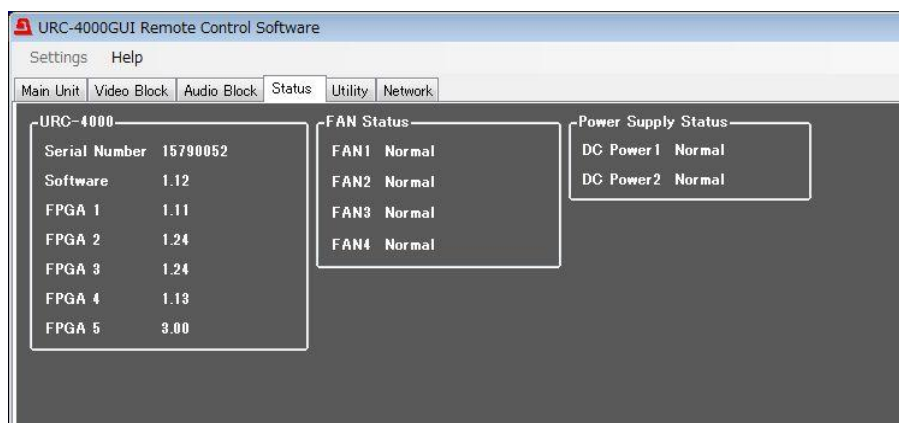 URC-4000GUI Remote Control Software
Settings Help
Main Unit Video Block Audio Block Status Utility Network
URC-4000
Serial Number 15790052
Software 1.12
FPGA 1 1.11
FPGA 2 1.24
FPGA 3 1.24
FPGA 4 1.13
FPGA 5 3.00
FAN Status
FAN1 Normal
FAN2 Normal
FAN3 Normal
FAN4 Normal
Power Supply Status
DC Power1 Normal
DC Power2 Normal